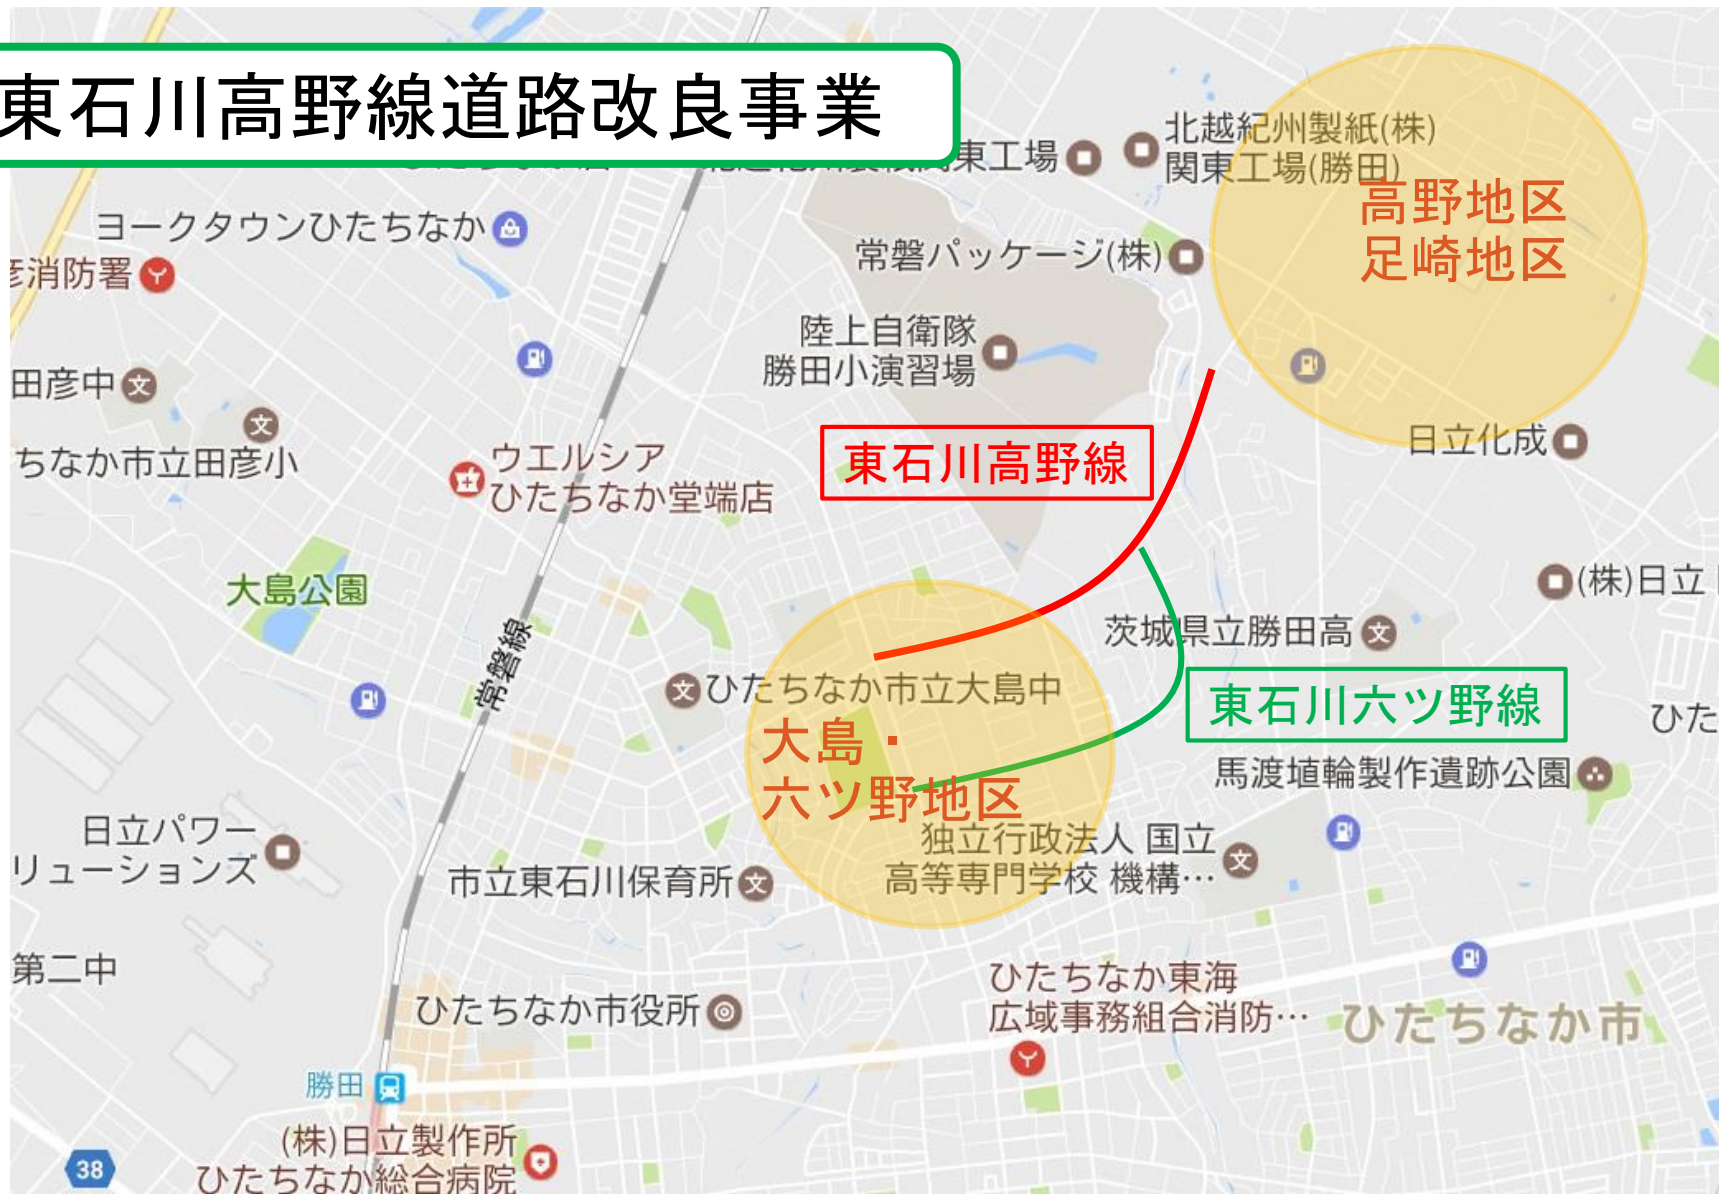 東石川高野線道路改良事業
東工場
北越紀州製紙(株)
関東工場(勝田)
高野地区
足崎地区
ヨークタウンひたちなか
消防署
常磐パッケージ(株)
陸上自衛隊
勝田小演習場
田彦中
ちなか市立田彦小
ウエルシア
ひたちなか堂端店
東石川高野線
日立化成
大島公園
常磐線
(株)日立
茨城県立勝田高
ひたちなか市立大島中
東石川六ツ野線
ひた
大島・
六ツ野地区
馬渡埴輪製作遺跡公園
日立パワー
リューションズ
独立行政法人 国立
高等専門学校 機構…
市立東石川保育所
第二中
ひたちなか市役所
ひたちなか東海
広域事務組合消防…
ひたちなか市
勝田
(株)日立製作所
ひたちなか総合病院
38